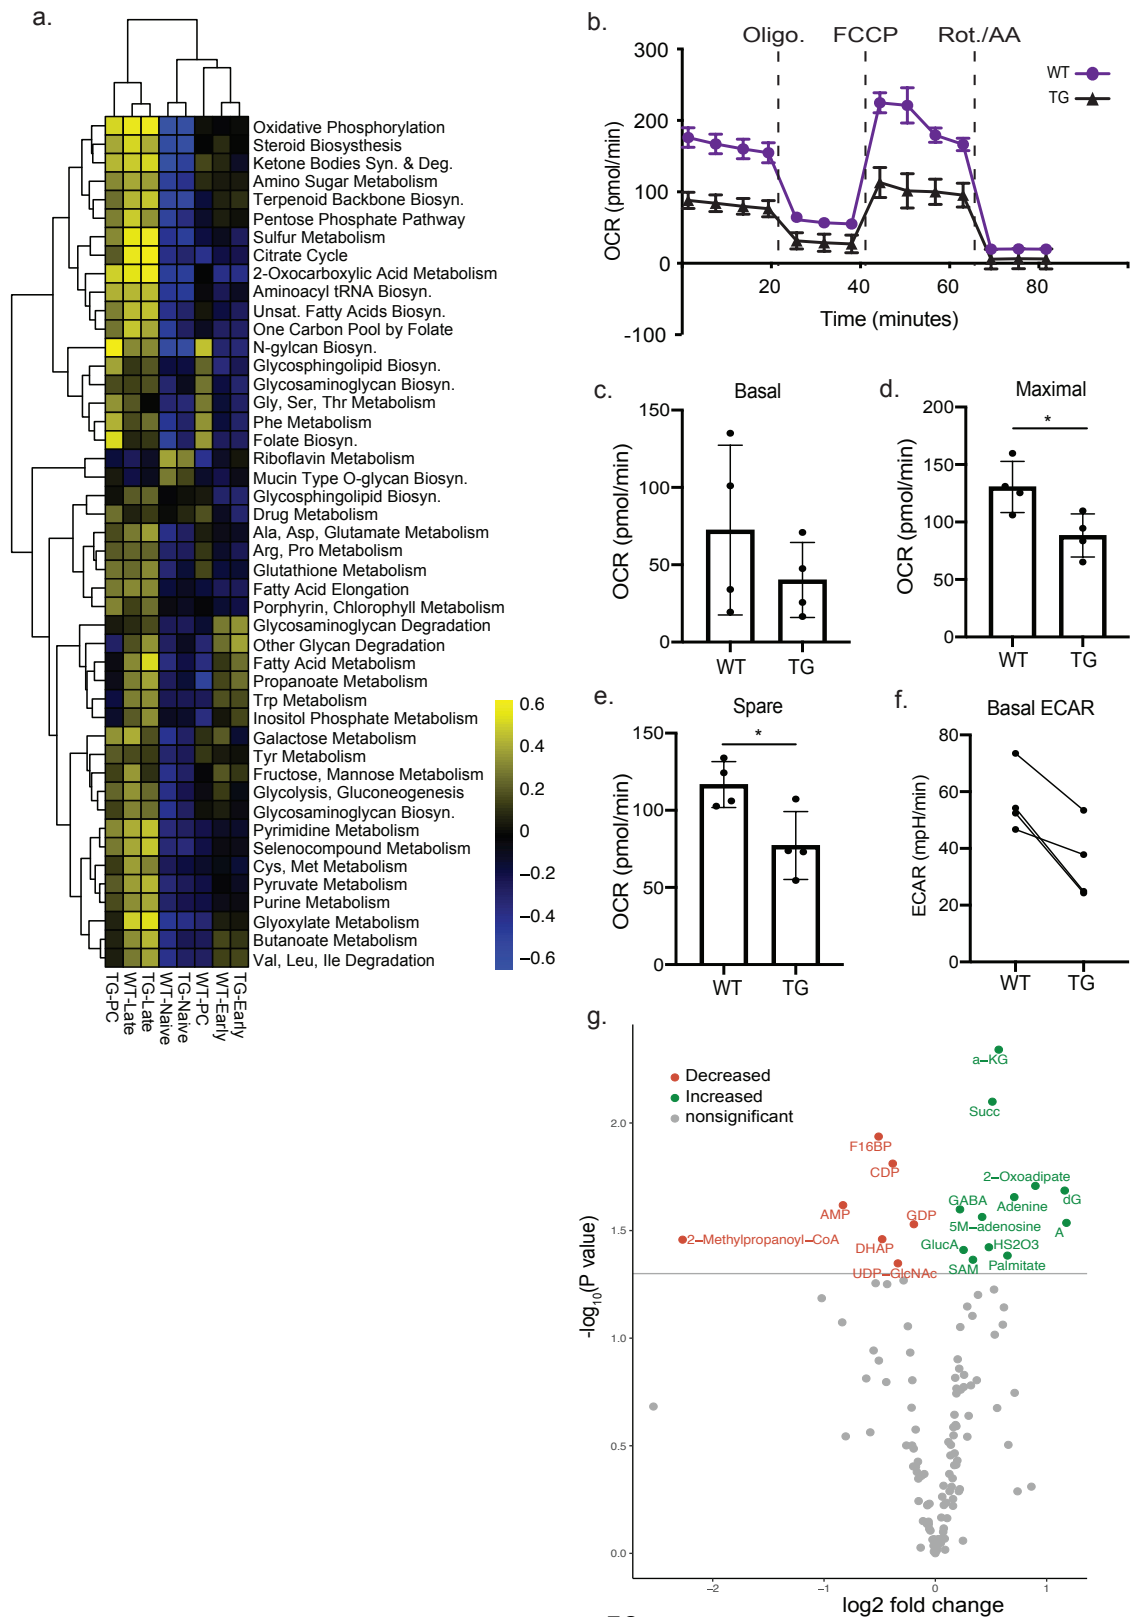 a.
Oxidative Phosphorylation
Steroid Biosysthesis
Ketone Bodies Syn. & Deg.
Amino Sugar Metabolism
Terpenoid Backbone Biosyn.
Pentose Phosphate Pathway
Sulfur Metabolism
Citrate Cycle
2-Oxocarboxylic Acid Metabolism
Aminoacyl tRNA Biosyn.
Unsat. Fatty Acids Biosyn.
One Carbon Pool by Folate
N-gylcan Biosyn.
Glycosphingolipid Biosyn.
Glycosaminoglycan Biosyn.
Gly, Ser, Thr Metabolism
Phe Metabolism
Folate Biosyn.
Riboflavin Metabolism
Mucin Type O-glycan Biosyn.
Glycosphingolipid Biosyn.
Drug Metabolism
Ala, Asp, Glutamate Metabolism
Arg, Pro Metabolism
Glutathione Metabolism
Fatty Acid Elongation
Porphyrin, Chlorophyll Metabolism
Glycosaminoglycan Degradation
Other Glycan Degradation
Fatty Acid Metabolism
Propanoate Metabolism
Trp Metabolism
Inositol Phosphate Metabolism
Galactose Metabolism
Tyr Metabolism
Fructose, Mannose Metabolism
Glycolysis, Gluconeogenesis
Glycosaminoglycan Biosyn.
Pyrimidine Metabolism
Selenocompound Metabolism
Cys, Met Metabolism
Pyruvate Metabolism
Purine Metabolism
Glyoxylate Metabolism
Butanoate Metabolism
Val, Leu, Ile Degradation
TG-PC
WT-Late
TG-Late
WT-Naive
TG-Naive
WT-PC
WT-Early
TG-Early
0.6
0.4
0.2
0
−0.2
−0.4
−0.6
b.
Oligo. FCCP Rot./AA
WT
TG
300
200
100
0
-100
OCR (pmol/min)
20 40 60 80
Time (minutes)
c.
Basal
150
100
50
0
OCR (pmol/min)
WT TG
d.
Maximal
*
200
150
100
50
0
OCR (pmol/min)
WT TG
e.
Spare
*
150
100
50
0
OCR (pmol/min)
WT TG
f.
Basal ECAR
80
60
40
20
0
ECAR (mpH/min)
WT TG
g.
Decreased
Increased
nonsignificant
a−KG
Succ
F16BP
CDP
2−Oxoadipate
GABA
Adenine
dG
AMP
GDP
5M−adenosine
A
2−Methylpropanoyl−CoA
DHAP
GlucA
HS2O3
UDP−GlcNAc
SAM
Palmitate
2.0
1.5
1.0
0.5
0.0
-log10(P value)
−2 −1 0 1
log2 fold change